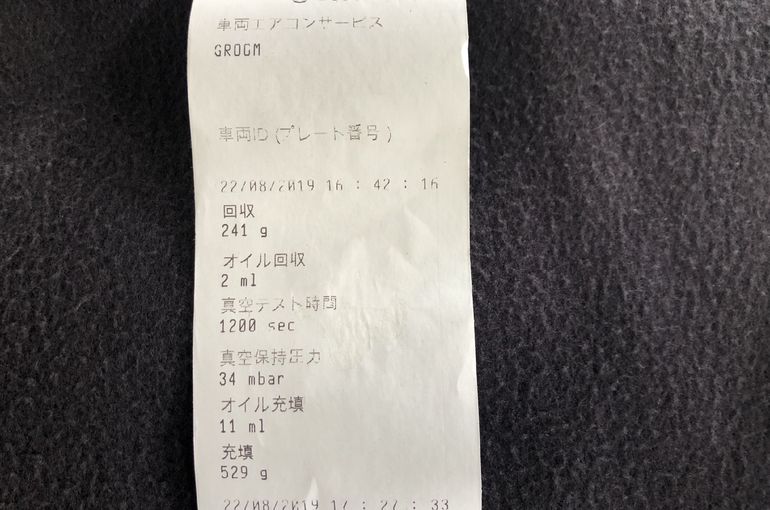 車両エアコンサービス
GROCM
車両ID (プレート番号 )
22/08/2019 16 : 42 : 16
回収
241 g
オイル回収
2 ml
真空テスト時間
1200 sec
真空保持圧力
34 mbar
オイル充填
11 ml
充填
529 g
22/08/2019 17 : 27 : 33